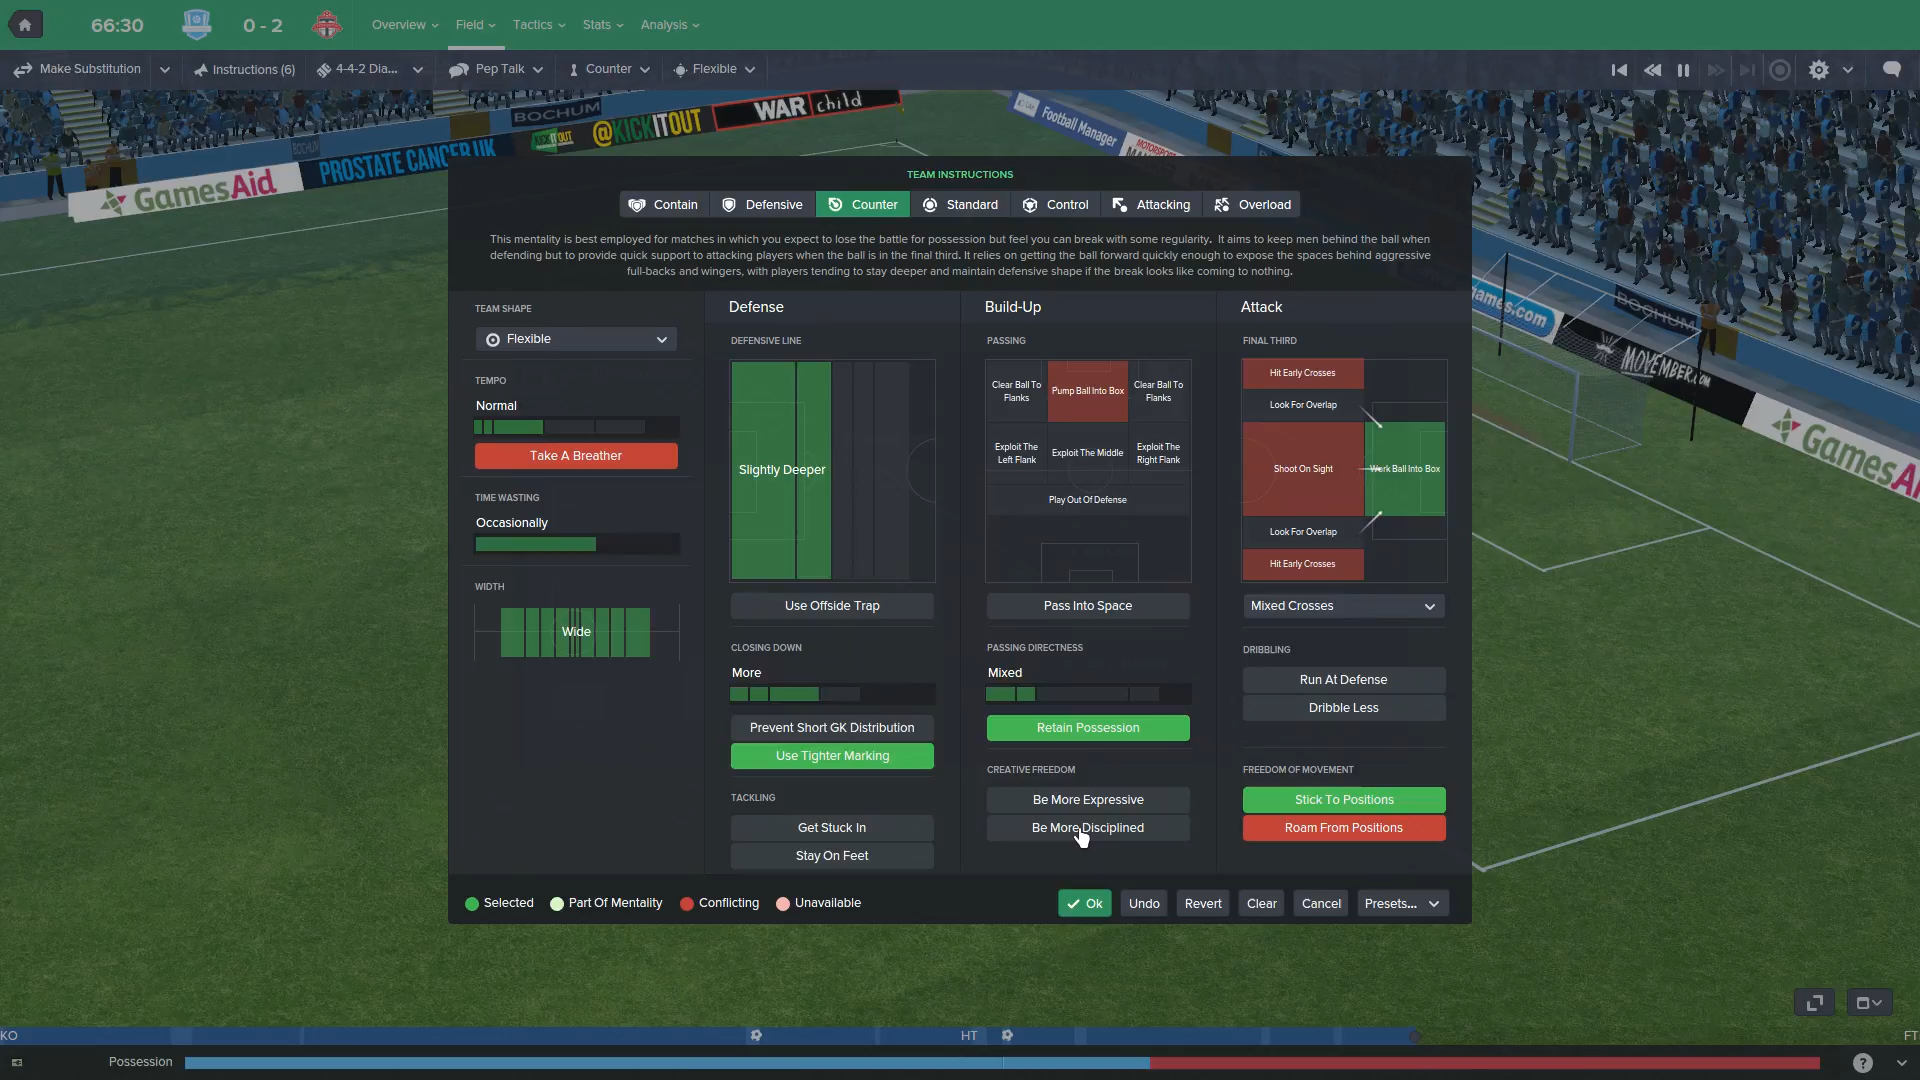 66:30
0 - 2
Overview
Field
Tactics
Stats
Analysis
Make Substitution
Instructions (6)
4-4-2 Dia...
Pep Talk
Counter
Flexible
BOCHUM
KICK IT OUT
@KICKITOUT
WAR child
Football Manager
GamesAid
PROSTATE CANCER UK
BOCHUM
MOTORSPORT
TEAM INSTRUCTIONS
Contain
Defensive
Counter
Standard
Control
Attacking
Overload
This mentality is best employed for matches in which you expect to lose the battle for possession but feel you can break with some regularity. It aims to keep men behind the ball when
defending but to provide quick support to attacking players when the ball is in the final third. It relies on getting the ball forward quickly enough to expose the spaces behind aggressive
full-backs and wingers, with players tending to stay deeper and maintain defensive shape if the break looks like coming to nothing.
TEAM SHAPE
Flexible
TEMPO
Normal
Take A Breather
TIME WASTING
Occasionally
WIDTH
Wide
Defense
DEFENSIVE LINE
Slightly Deeper
Use Offside Trap
CLOSING DOWN
More
Prevent Short GK Distribution
Use Tighter Marking
TACKLING
Get Stuck In
Stay On Feet
Build-Up
PASSING
Clear Ball To
Flanks
Pump Ball Into Box
Clear Ball To
Flanks
Exploit The
Left Flank
Exploit The Middle
Exploit The
Right Flank
Play Out Of Defense
Pass Into Space
PASSING DIRECTNESS
Mixed
Retain Possession
CREATIVE FREEDOM
Be More Expressive
Be More Disciplined
Attack
FINAL THIRD
Hit Early Crosses
Look For Overlap
Shoot On Sight
Work Ball Into Box
Look For Overlap
Hit Early Crosses
Mixed Crosses
DRIBBLING
Run At Defense
Dribble Less
FREEDOM OF MOVEMENT
Stick To Positions
Roam From Positions
Selected
Part Of Mentality
Conflicting
Unavailable
Ok
Undo
Revert
Clear
Cancel
Presets...
ames.com
BOCHUM
MOVEMBER.COM
GamesA
KO
HT
FT
Possession
?